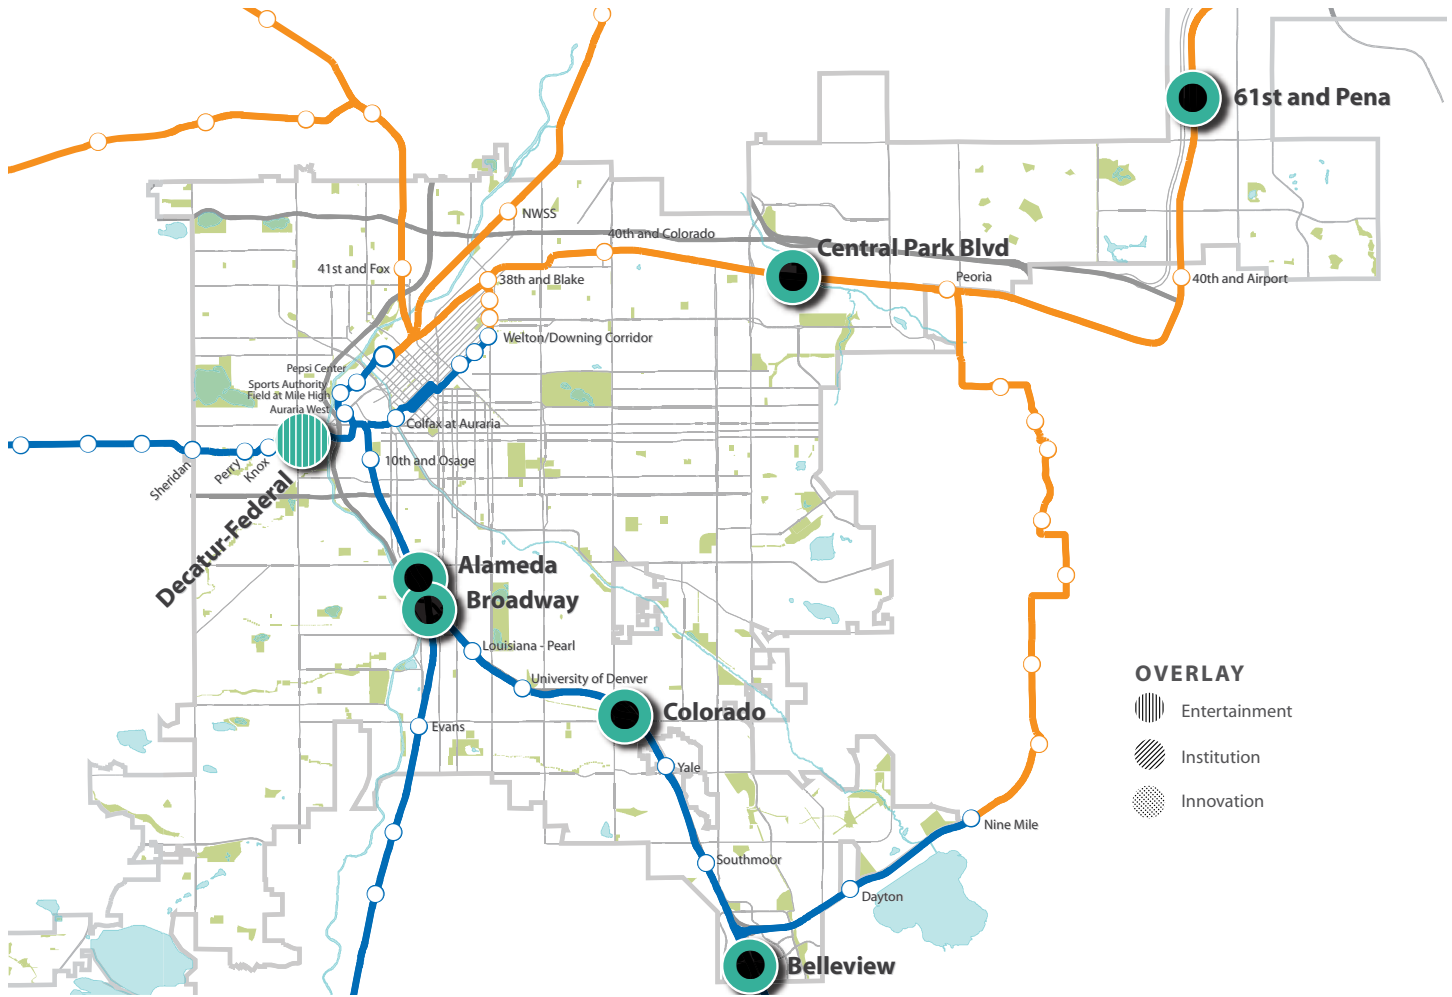 61st and Pena
NWSS
40th and Colorado
Central Park Blvd
41st and Fox
38th and Blake
Peoria
40th and Airport
Welton/Downing Corridor
Pepsi Center
Sports Authority
Field at Mile High
Auraria West
Colfax at Auraria
10th and Osage
Sheridan
Perry
Knox
Decatur-Federal
Alameda
Broadway
Louisiana - Pearl
University of Denver
Colorado
Evans
Yale
OVERLAY
Entertainment
Institution
Innovation
Nine Mile
Southmoor
Dayton
Belleview